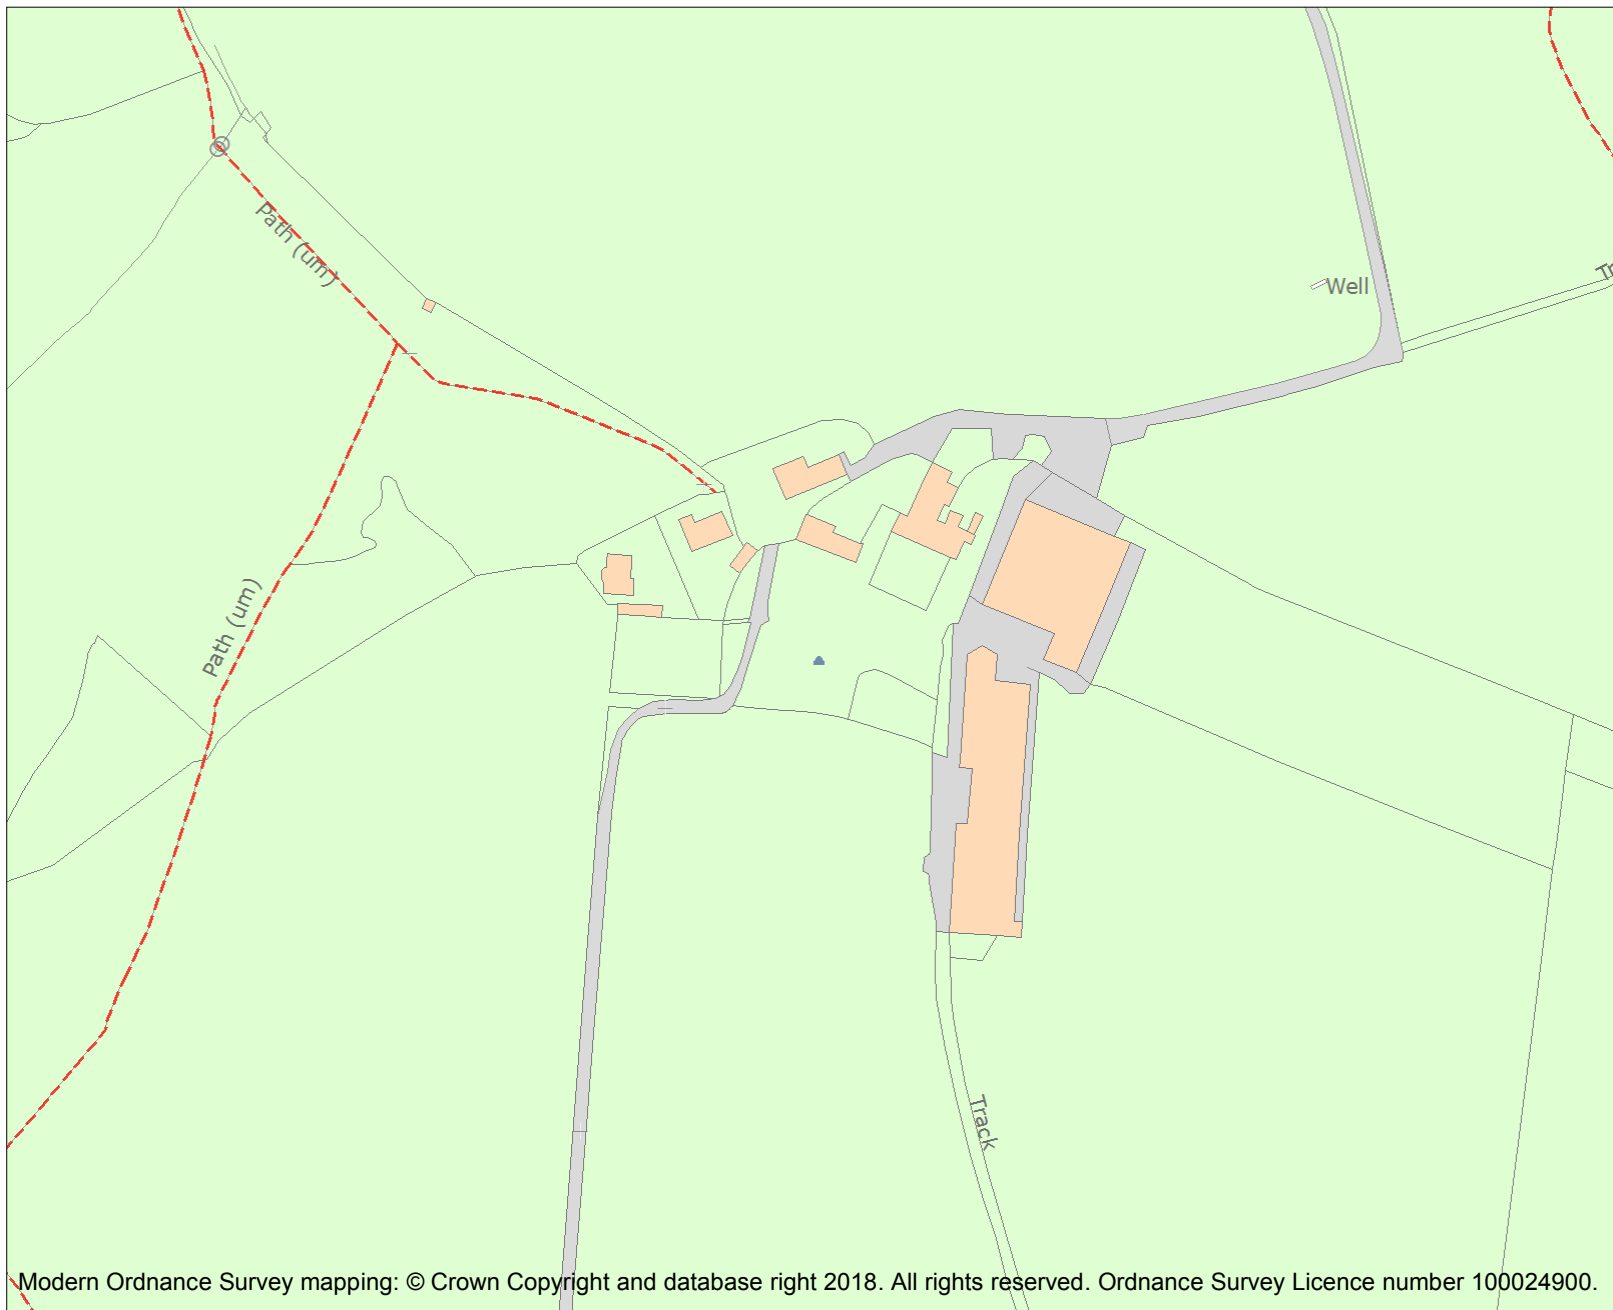 Path (um)
Tr
Well
Path (um)
Track
Modern Ordnance Survey mapping: © Crown Copyright and database right 2018. All rights reserved. Ordnance Survey Licence number 100024900.